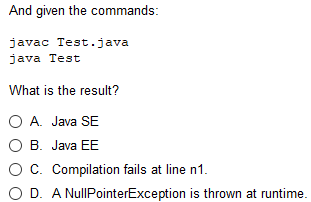 And given the commands:
javac Test.java
java Test
What is the result?
A. Java SE
B. Java EE
C. Compilation fails at line n1.
D. A NullPointerException is thrown at runtime.